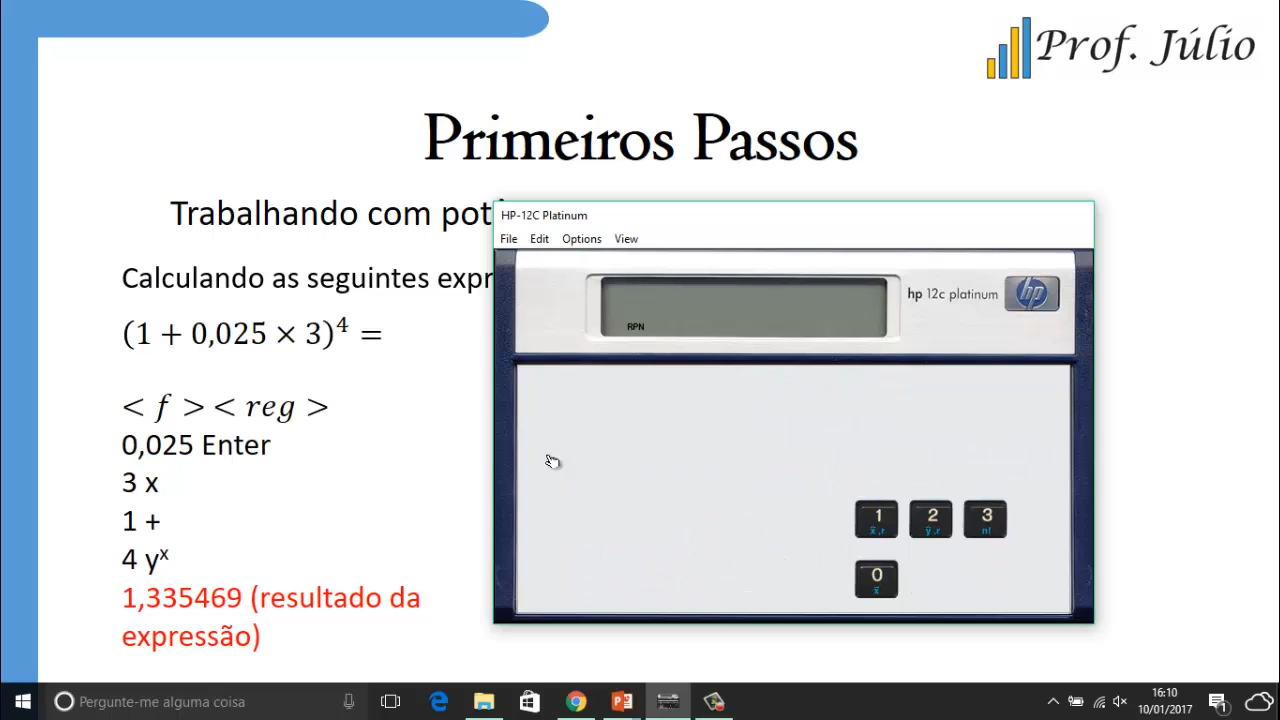 Prof. Júlio
Primeiros Passos
Trabalhando com pot
Calculando as seguintes expr
(1 + 0,025 × 3)⁴ =
< f >< reg >
0,025 Enter
3 x
1 +
4 yˣ
1,335469 (resultado da
expressão)
HP-12C Platinum
File Edit Options View
RPN
hp 12c platinum
hp
1 2 3
x̄,r ŷ,r n!
0
x̄
Pergunte-me alguma coisa
16:10
10/01/2017
1